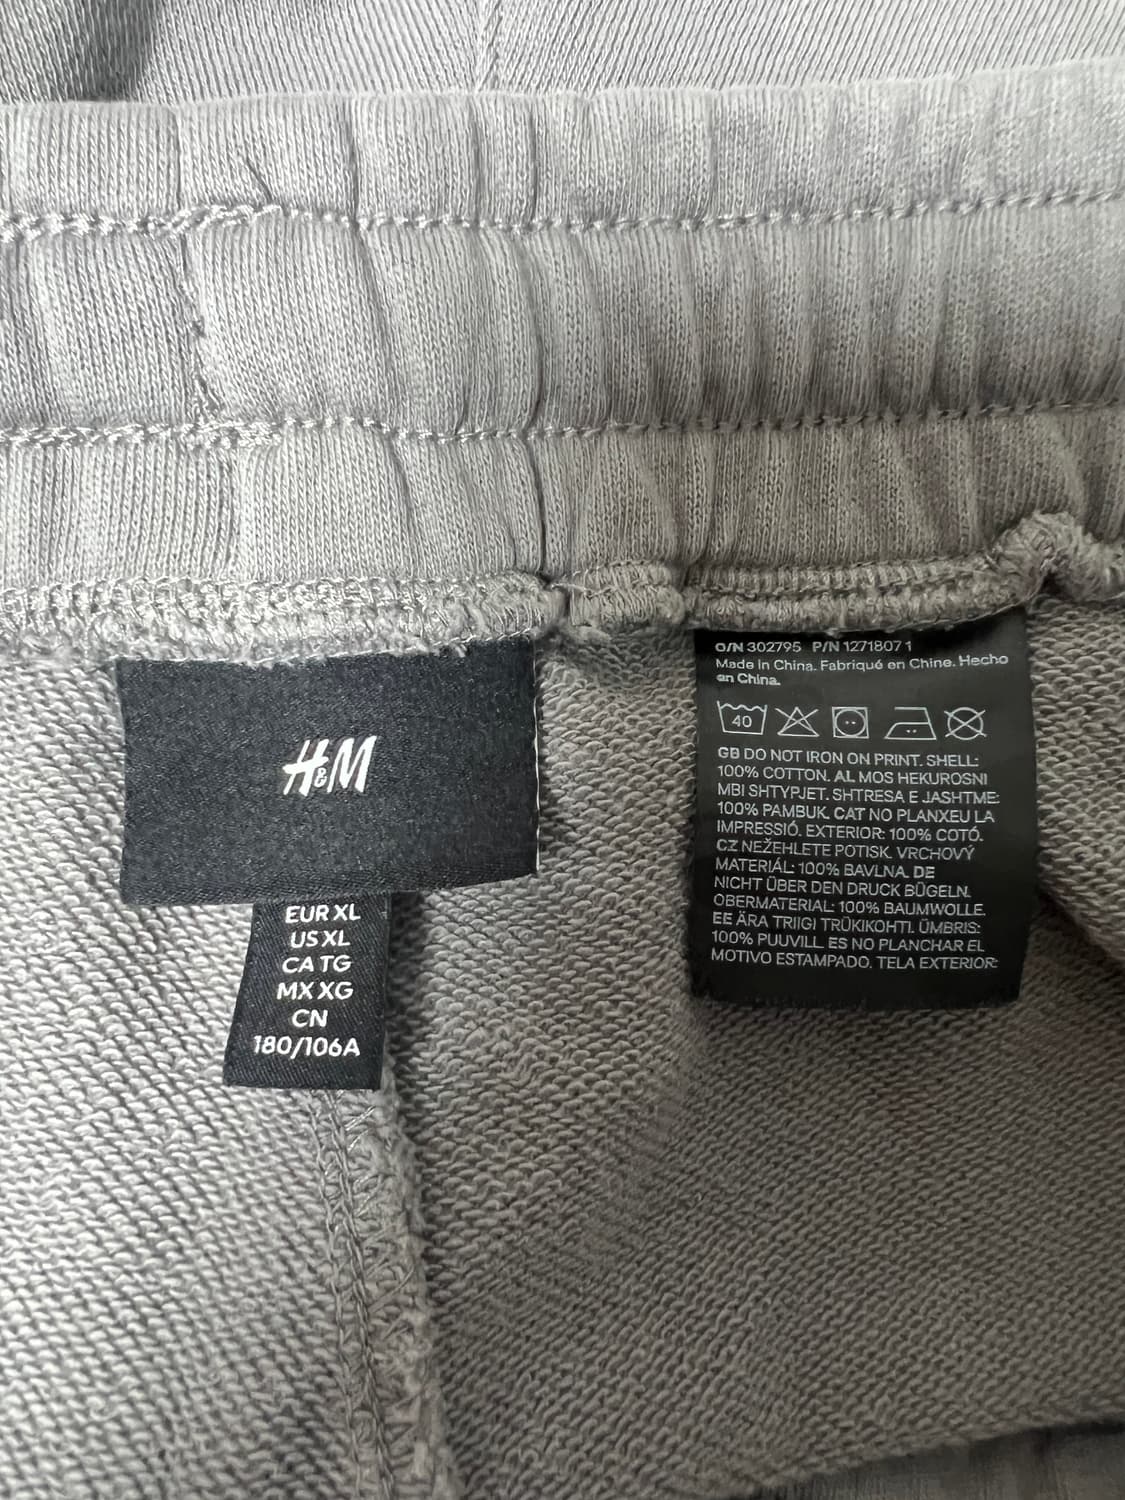 H&M
EUR XL
US XL
CA TG
MX XG
CN
180/106A
O/N 302795 P/N 1271807 1
Made in China. Fabriqué en Chine. Hecho
en China.
40
GB DO NOT IRON ON PRINT. SHELL:
100% COTTON. AL MOS HEKUROSNI
MBI SHTYPJET. SHTRESA E JASHTME:
100% PAMBUK. CAT NO PLANXEU LA
IMPRESSIÓ. EXTERIOR: 100% COTÓ.
CZ NEŽEHLETE POTISK. VRCHOVÝ
MATERIÁL: 100% BAVLNA. DE
NICHT ÜBER DEN DRUCK BÜGELN.
OBERMATERIAL: 100% BAUMWOLLE.
EE ÄRA TRIIGI TRÜKIKOHTI. ÜMBRIS:
100% PUUVILL. ES NO PLANCHAR EL
MOTIVO ESTAMPADO. TELA EXTERIOR: